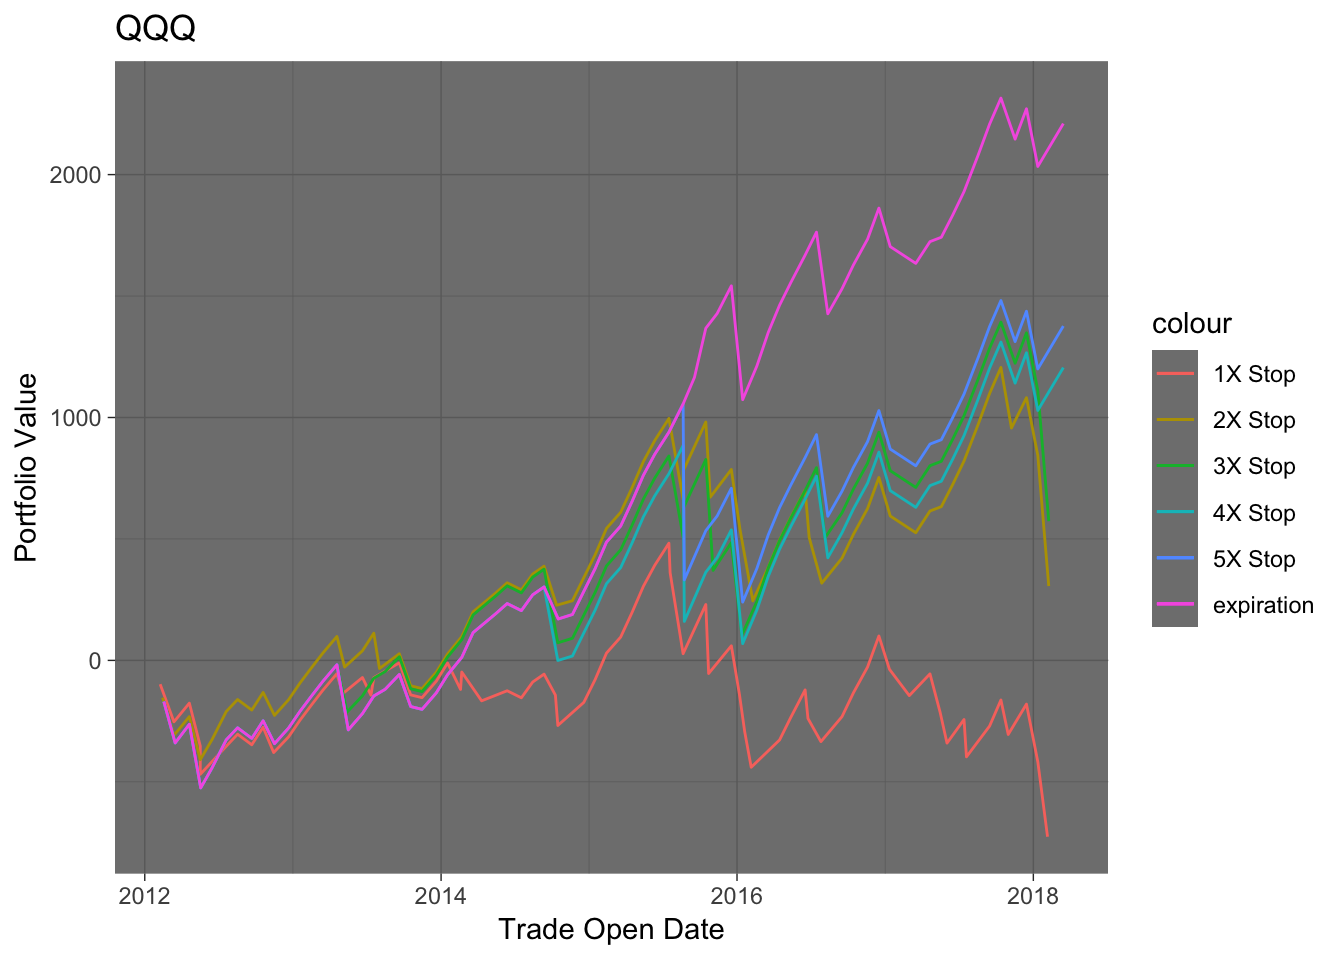 QQQ
Portfolio Value
2000
1000
0
2012
2014
2016
2018
Trade Open Date
colour
1X Stop
2X Stop
3X Stop
4X Stop
5X Stop
expiration